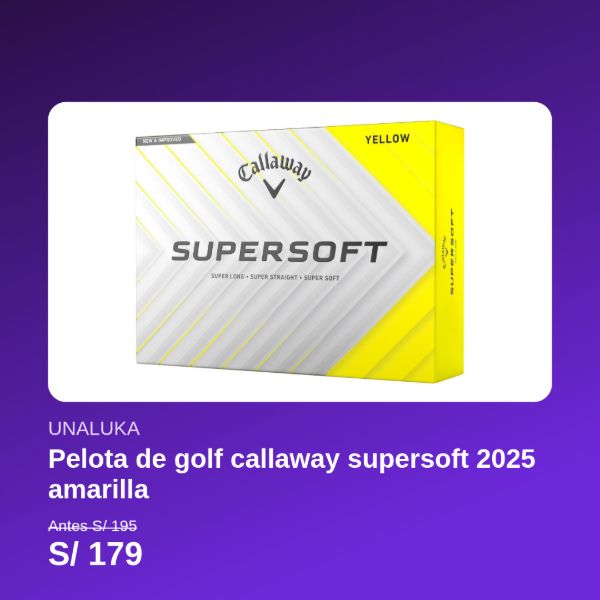 NEW & IMPROVED
YELLOW
Callaway
SUPERSOFT
SUPER LONG • SUPER STRAIGHT • SUPER SOFT
Callaway
SUPERSOFT
UNALUKA
Pelota de golf callaway supersoft 2025
amarilla
Antes S/ 195
S/ 179